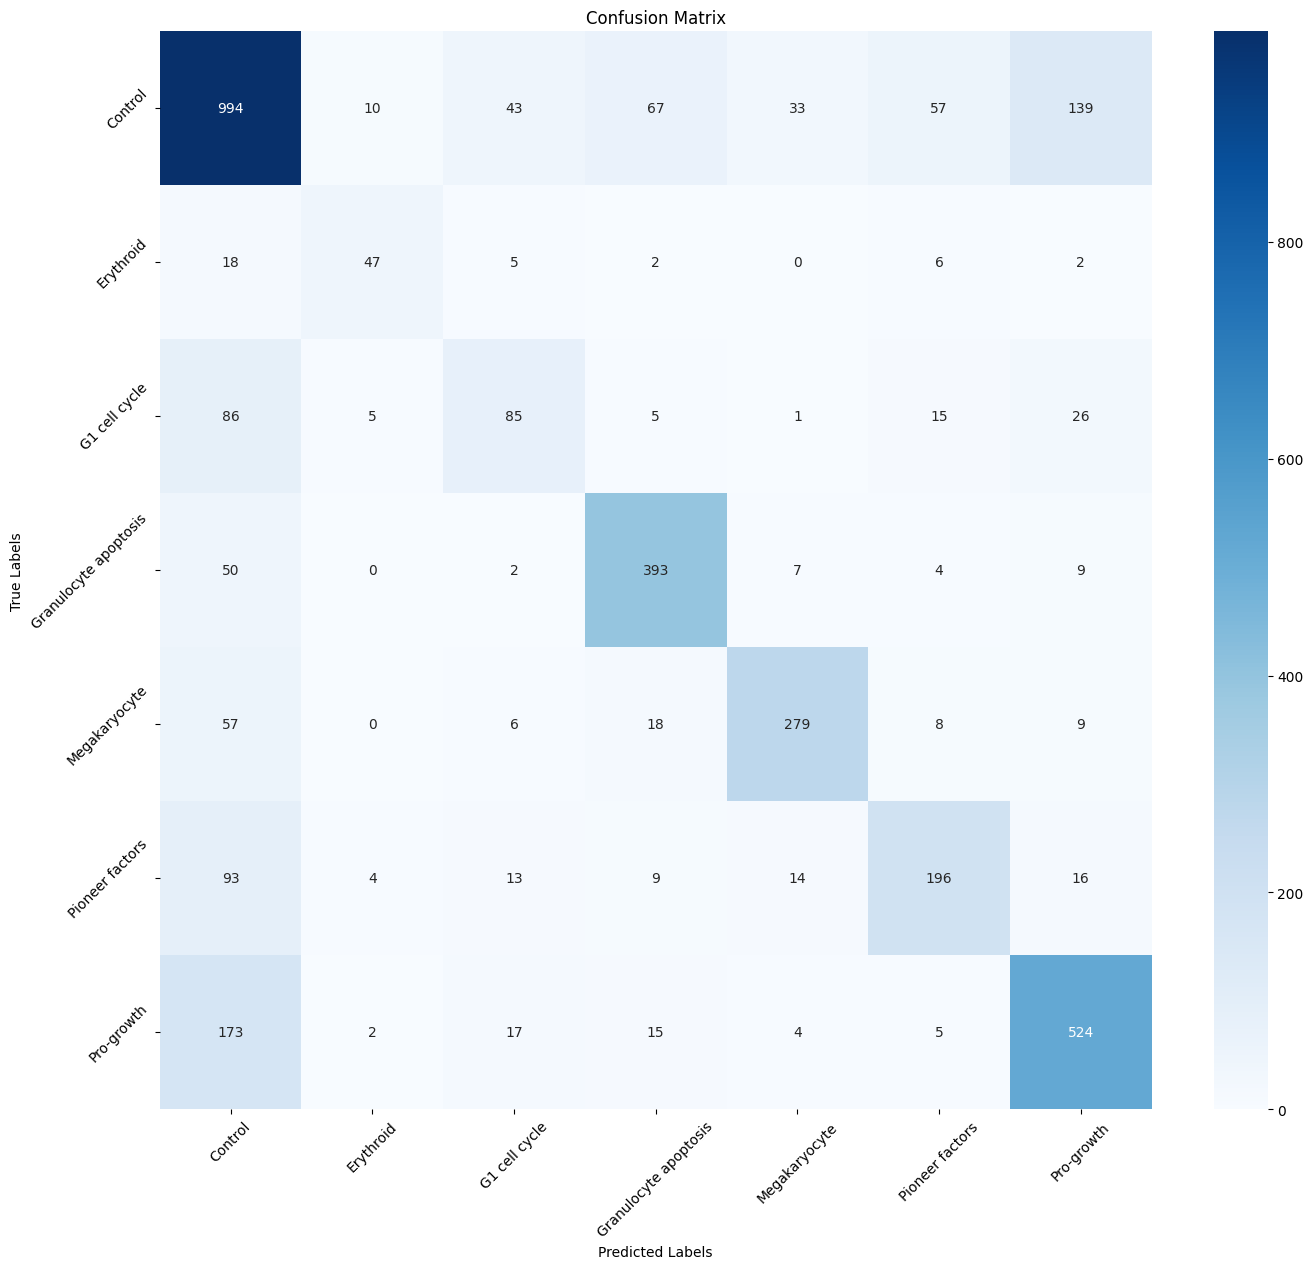 Confusion Matrix
Control 994 10 43 67 33 57 139
Erythroid 18 47 5 2 0 6 2
G1 cell cycle 86 5 85 5 1 15 26
Granulocyte apoptosis 50 0 2 393 7 4 9
Megakaryocyte 57 0 6 18 279 8 9
Pioneer factors 93 4 13 9 14 196 16
Pro-growth 173 2 17 15 4 5 524
True Labels
Control Erythroid G1 cell cycle Granulocyte apoptosis Megakaryocyte Pioneer factors Pro-growth
Predicted Labels
800
600
400
200
0